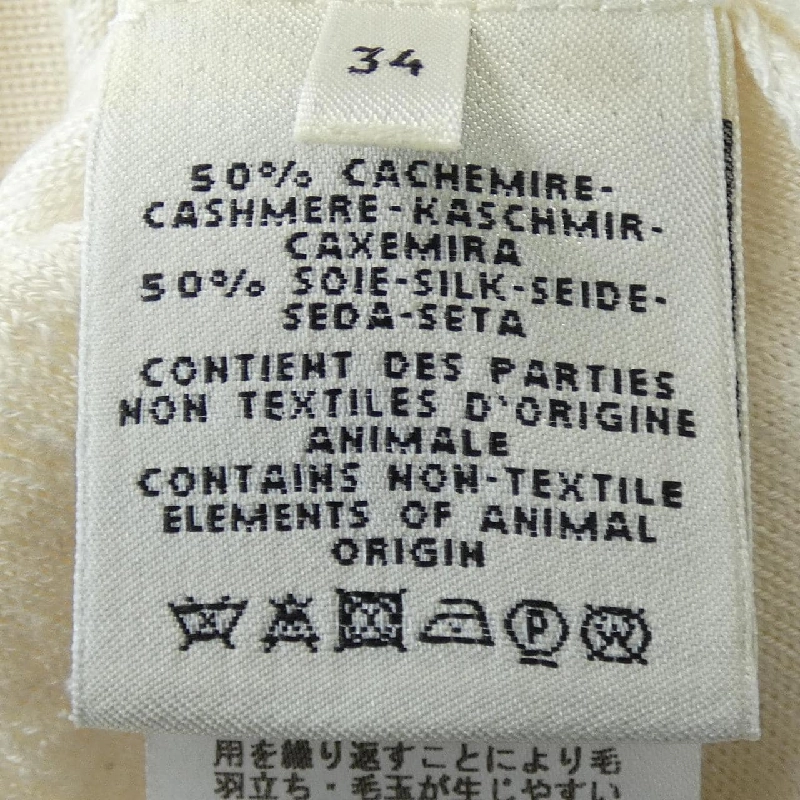 34
50% CACHEMIRE-
CASHMERE-KASCHMIR-
CAXEMIRA
50% SOIE-SILK-SEIDE-
SEDA-SETA
CONTIENT DES PARTIES
NON TEXTILES D'ORIGINE
ANIMALE
CONTAINS NON-TEXTILE
ELEMENTS OF ANIMAL
ORIGIN
P W
用を繰り返すことにより毛
羽立ち・毛玉が生じやすい